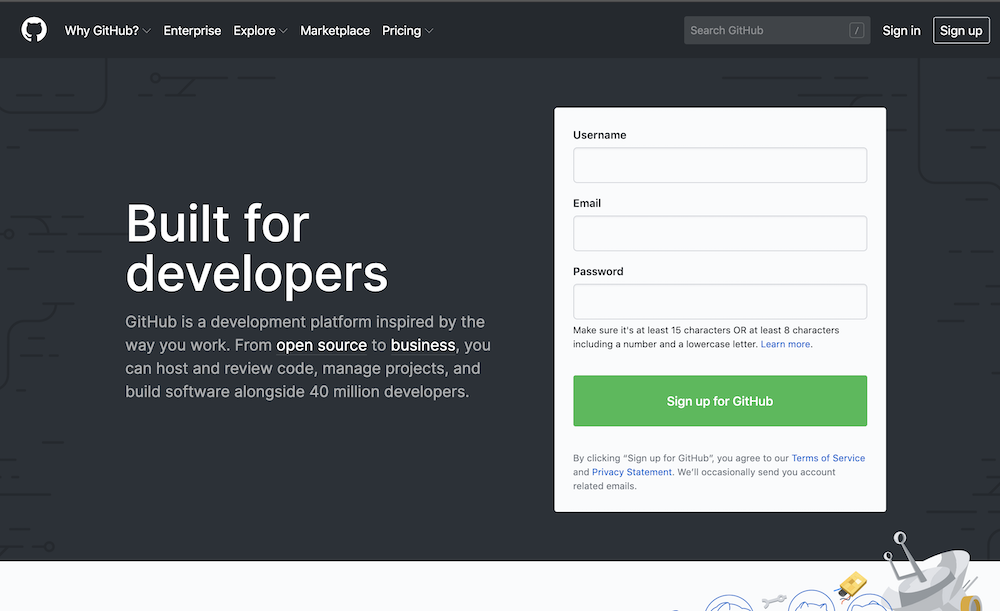 Why GitHub? Enterprise Explore Marketplace Pricing Search GitHub / Sign in Sign up
Built for
developers
GitHub is a development platform inspired by the
way you work. From open source to business, you
can host and review code, manage projects, and
build software alongside 40 million developers.
Username
Email
Password
Make sure it's at least 15 characters OR at least 8 characters
including a number and a lowercase letter. Learn more.
Sign up for GitHub
By clicking “Sign up for GitHub”, you agree to our Terms of Service
and Privacy Statement. We’ll occasionally send you account
related emails.